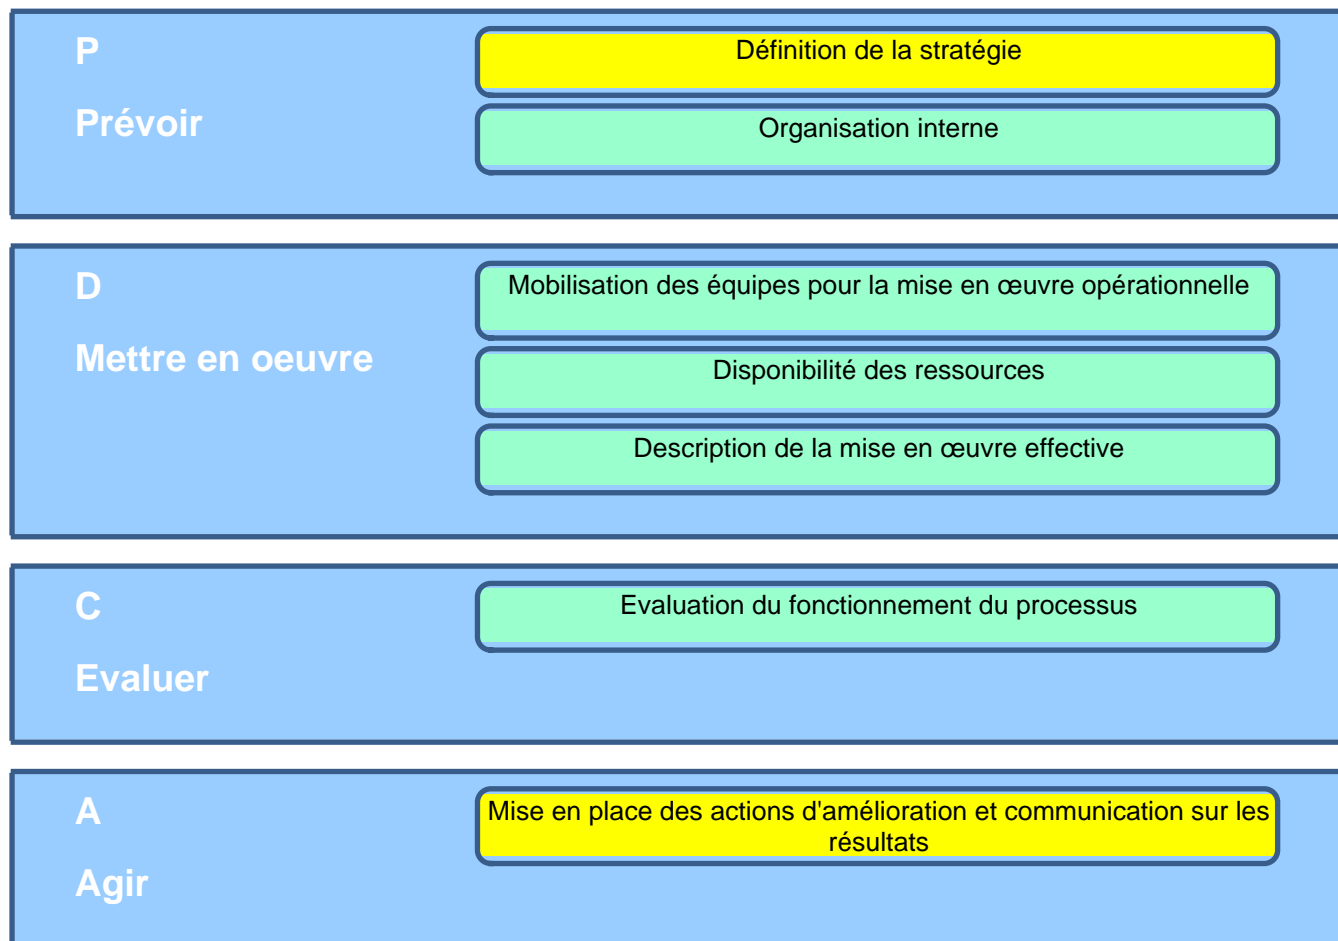 P
Définition de la stratégie
Prévoir
Organisation interne
D
Mobilisation des équipes pour la mise en œuvre opérationnelle
Mettre en oeuvre
Disponibilité des ressources
Description de la mise en œuvre effective
C
Evaluation du fonctionnement du processus
Evaluer
A
Mise en place des actions d'amélioration et communication sur les
résultats
Agir